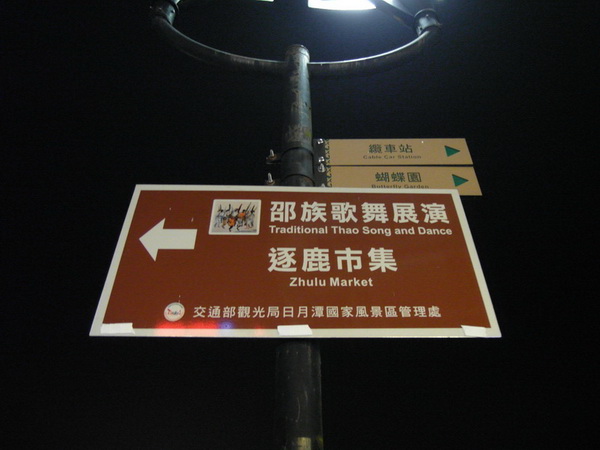 纜車站
Cable Car Station
蝴蝶園
Butterfly Garden
邵族歌舞展演
Traditional Thao Song and Dance
逐鹿市集
Zhulu Market
交通部觀光局日月潭國家風景區管理處